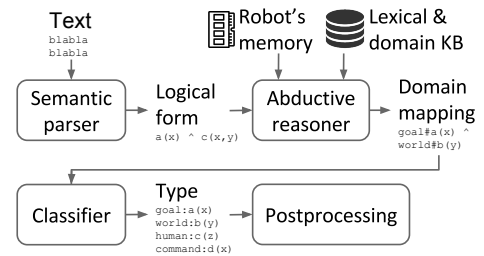 Text
blabla
blabla
Robot's
memory
Lexical &
domain KB
Semantic
parser
Logical
form
a(x) ^ c(x,y)
Abductive
reasoner
Domain
mapping
goal#a(x) ^
world#b(y)
Classifier
Type
goal:a(x)
world:b(y)
human:c(z)
command:d(x)
Postprocessing